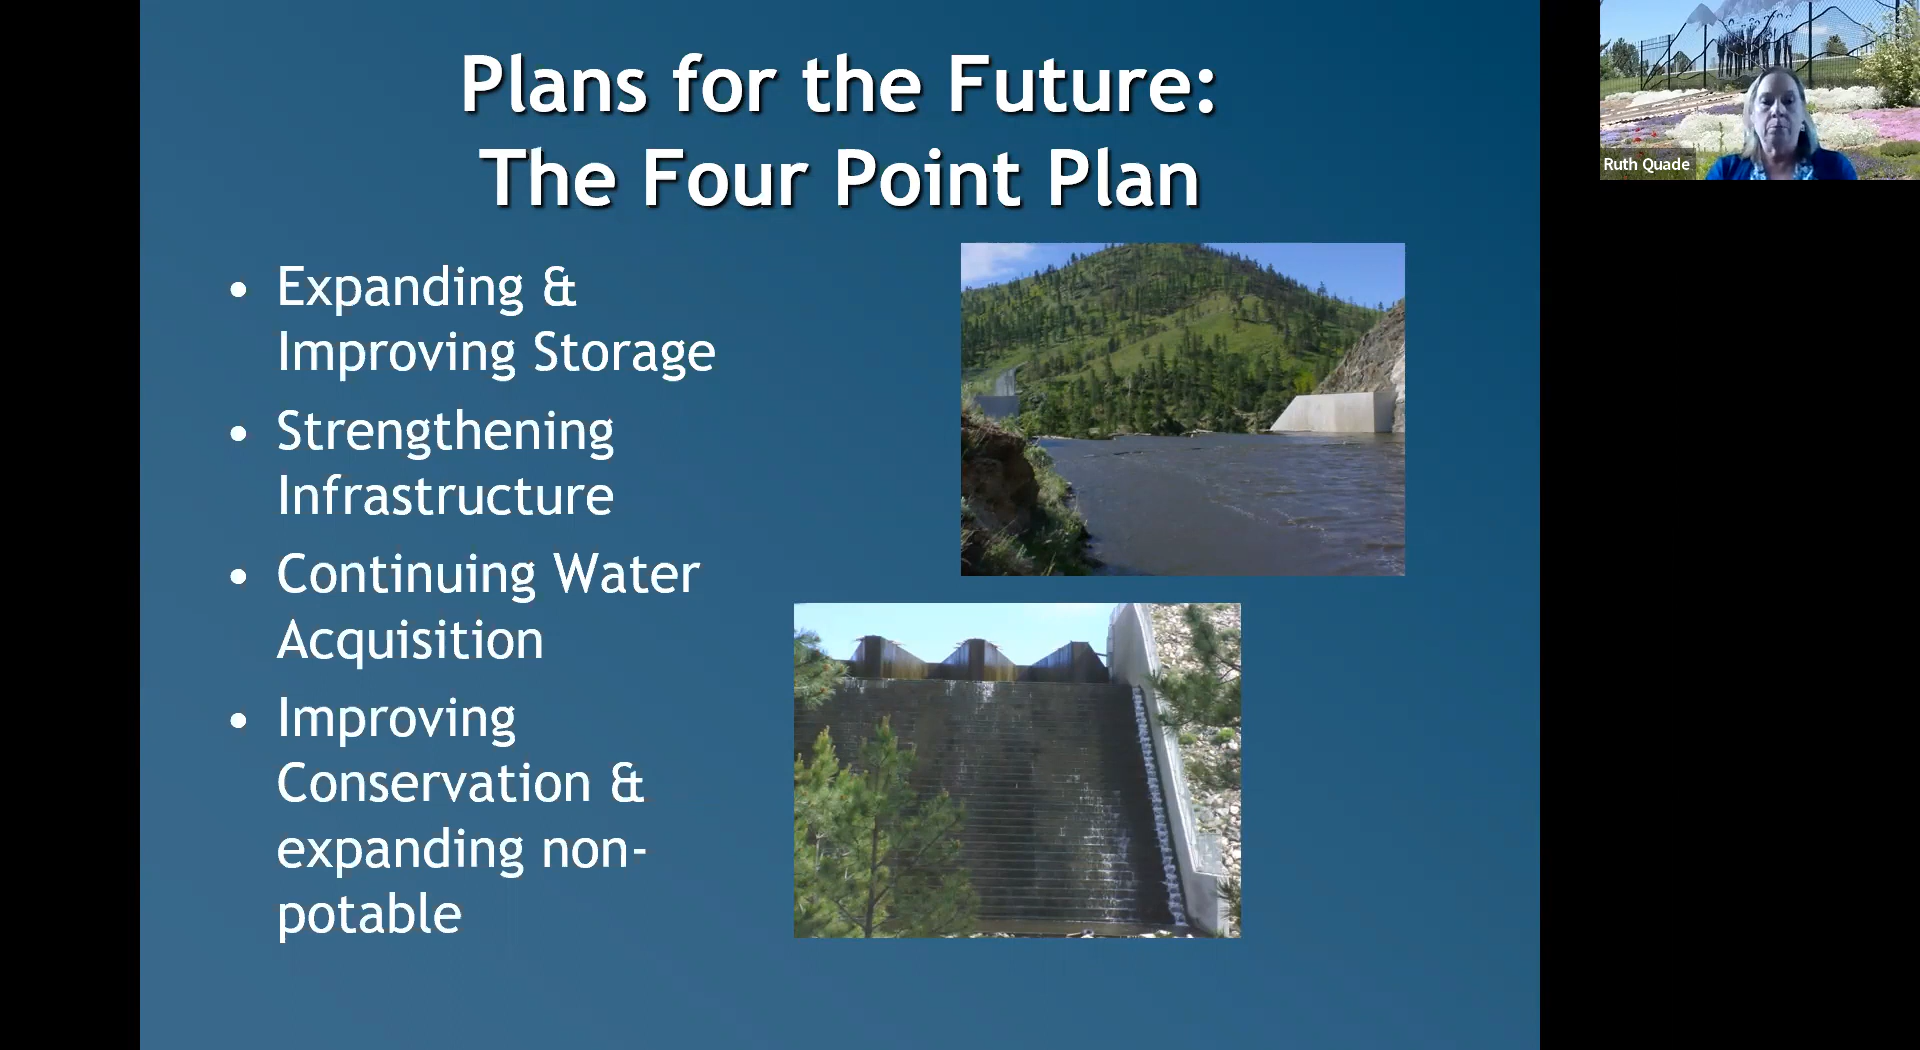 Plans for the Future:
The Four Point Plan
• Expanding &
Improving Storage
• Strengthening
Infrastructure
• Continuing Water
Acquisition
• Improving
Conservation &
expanding non-
potable
Ruth Quade